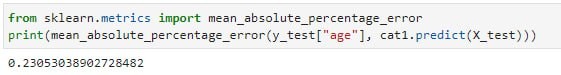 from sklearn.metrics import mean_absolute_percentage_error
print(mean_absolute_percentage_error(y_test["age"], cat1.predict(X_test)))
0.23053038902728482